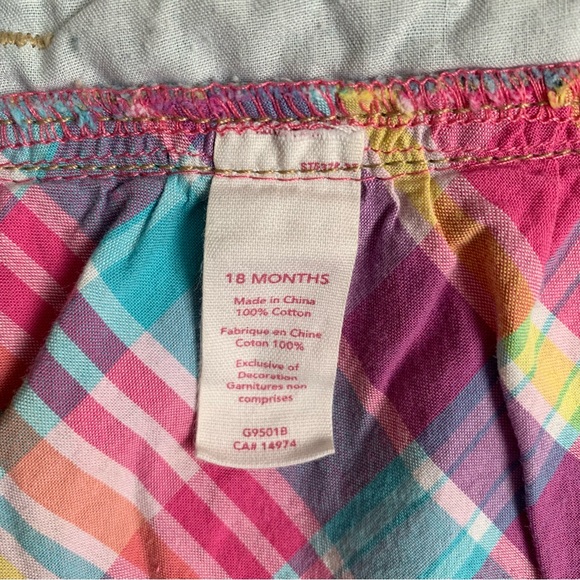 18 MONTHS
Made in China
100% Cotton
Fabrique en Chine
Coton 100%
Exclusive of
Decoration
Garnitures non
comprises
G9501B
CA# 14974